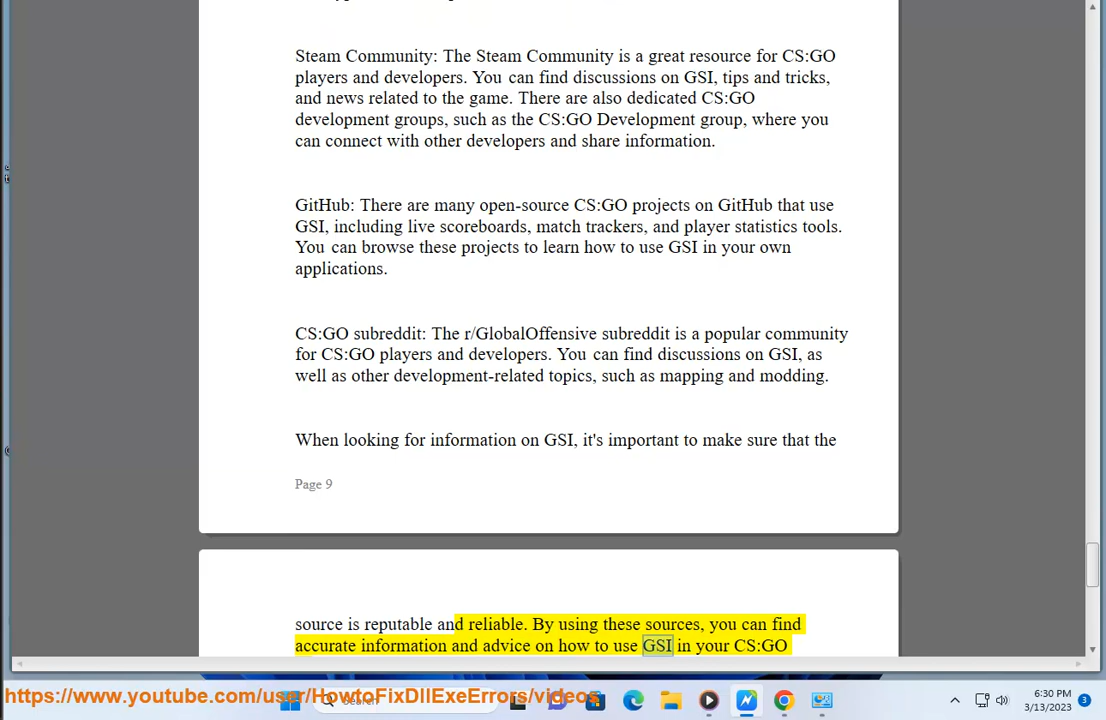 Steam Community: The Steam Community is a great resource for CS:GO
players and developers. You can find discussions on GSI, tips and tricks,
and news related to the game. There are also dedicated CS:GO
development groups, such as the CS:GO Development group, where you
can connect with other developers and share information.
GitHub: There are many open-source CS:GO projects on GitHub that use
GSI, including live scoreboards, match trackers, and player statistics tools.
You can browse these projects to learn how to use GSI in your own
applications.
CS:GO subreddit: The r/GlobalOffensive subreddit is a popular community
for CS:GO players and developers. You can find discussions on GSI, as
well as other development-related topics, such as mapping and modding.
When looking for information on GSI, it's important to make sure that the
Page 9
source is reputable and reliable. By using these sources, you can find
accurate information and advice on how to use GSI in your CS:GO
https://www.youtube.com/user/HowtoFixDllExeErrors/videos
Search
6:30 PM
3/13/2023
3